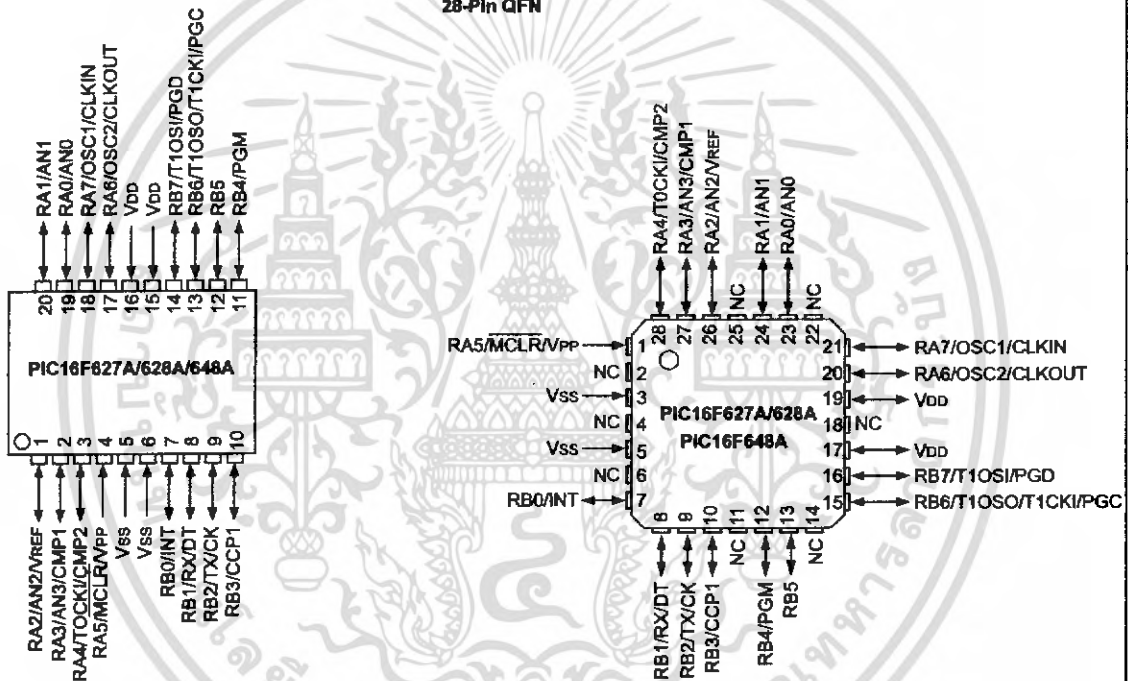 28-Pin QFN
RA1/AN1
RA0/AN0
RA7/OSC1/CLKIN
RA6/OSC2/CLKOUT
VDD
VDD
RB7/T1OSI/PGD
RB6/T1OSO/T1CKI/PGC
RB5
RB4/PGM
20
19
18
17
16
15
14
13
12
11
PIC16F627A/628A/648A
1
2
3
4
5
6
7
8
9
10
RA2/AN2/VREF
RA3/AN3/CMP1
RA4/TOCKI/CMP2
RA5/MCLR/VPP
VSS
VSS
RB0/INT
RB1/RX/DT
RB2/TX/CK
RB3/CCP1
RA4/T0CKI/CMP2
RA3/AN3/CMP1
RA2/AN2/VREF
NC
RA1/AN1
RA0/AN0
NC
28
27
26
25
24
23
22
RA5/MCLR/VPP 1
NC 2
VSS 3
NC 4
VSS 5
NC 6
RB0/INT 7
PIC16F627A/628A
PIC16F648A
21 RA7/OSC1/CLKIN
20 RA6/OSC2/CLKOUT
19 VDD
18 NC
17 VDD
16 RB7/T1OSI/PGD
15 RB6/T1OSO/T1CKI/PGC
8
9
10
11
12
13
14
RB1/RX/DT
RB2/TX/CK
RB3/CCP1
NC
RB4/PGM
RB5
NC